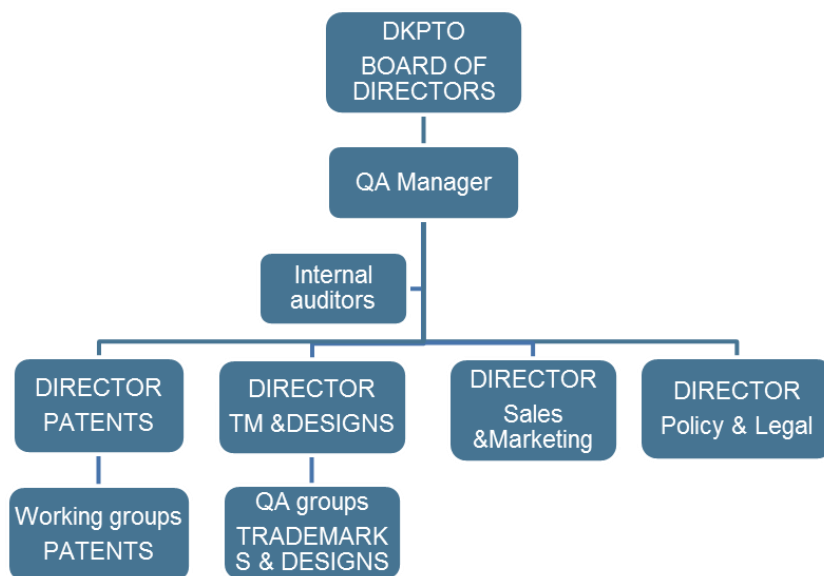 DKPTO
BOARD OF
DIRECTORS
QA Manager
Internal
auditors
DIRECTOR
PATENTS
DIRECTOR
TM &DESIGNS
DIRECTOR
Sales
&Marketing
DIRECTOR
Policy & Legal
Working groups
PATENTS
QA groups
TRADEMARK
S & DESIGNS